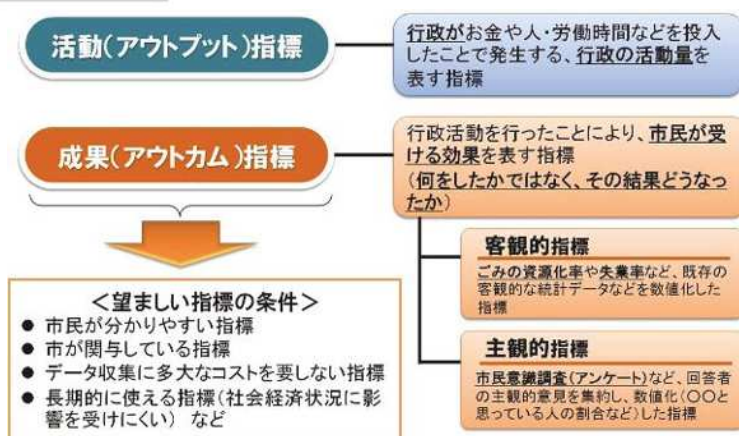 活動(アウトプット)指標
行政がお金や人・労働時間などを投入
したことで発生する、行政の活動量を
表す指標
成果(アウトカム)指標
行政活動を行ったことにより、市民が受
ける効果を表す指標
(何をしたかではなく、その結果どうなっ
たか)
客観的指標
ごみの資源化率や失業率など、既存の
客観的な統計データなどを数値化した
指標
主観的指標
市民意識調査(アンケート)など、回答者
の主観的意見を集約し、数値化(〇〇と
思っている人の割合など)した指標
<望ましい指標の条件>
● 市民が分かりやすい指標
● 市が関与している指標
● データ収集に多大なコストを要しない指標
● 長期的に使える指標(社会経済状況に影
響を受けにくい) など